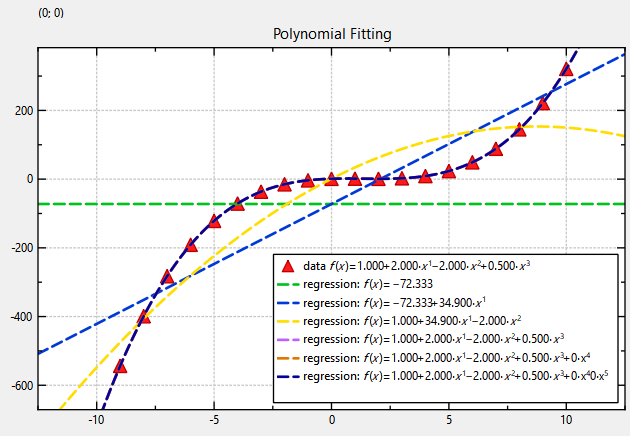 (0; 0)
Polynomial Fitting
200
0
-200
-400
-600
data f(x)=1.000+2.000·x¹−2.000·x²+0.500·x³
regression: f(x)= −72.333
regression: f(x)= −72.333+34.900·x¹
regression: f(x)=1.000+34.900·x¹−2.000·x²
regression: f(x)=1.000+2.000·x¹−2.000·x²+0.500·x³
regression: f(x)=1.000+2.000·x¹−2.000·x²+0.500·x³+0·x⁴
regression: f(x)=1.000+2.000·x¹−2.000·x²+0.500·x³+0·x⁴0·x⁵
-10 -5 0 5 10